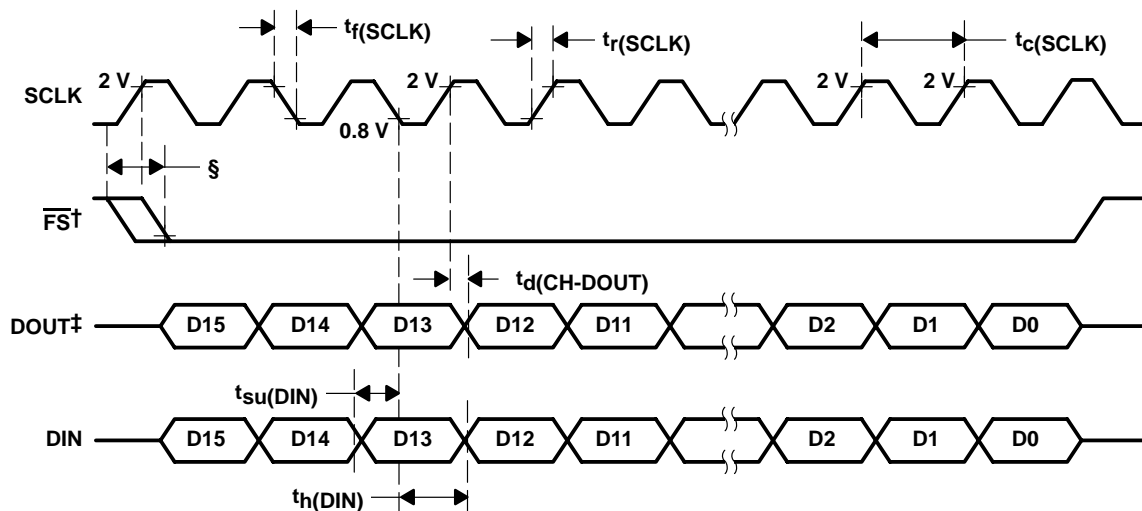 tf(SCLK)
tr(SCLK)
tc(SCLK)
SCLK
2 V
2 V
2 V
2 V
0.8 V
§
FS†
td(CH-DOUT)
DOUT‡
D15 D14 D13 D12 D11 D2 D1 D0
tsu(DIN)
DIN
D15 D14 D13 D12 D11 D2 D1 D0
th(DIN)